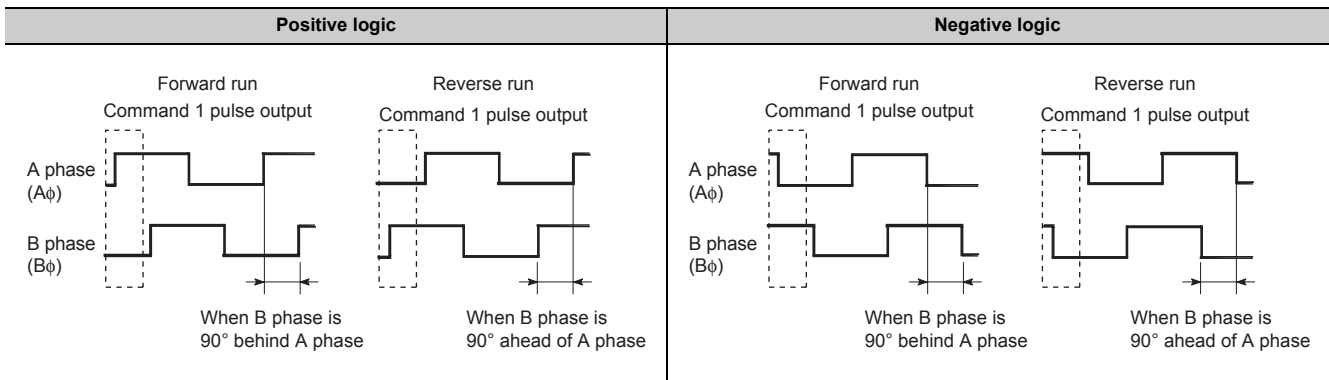 Positive logic
Negative logic
Forward run
Command 1 pulse output
Reverse run
Command 1 pulse output
A phase
(Aϕ)
B phase
(Bϕ)
When B phase is
90° behind A phase
When B phase is
90° ahead of A phase
Forward run
Command 1 pulse output
Reverse run
Command 1 pulse output
A phase
(Aϕ)
B phase
(Bϕ)
When B phase is
90° behind A phase
When B phase is
90° ahead of A phase